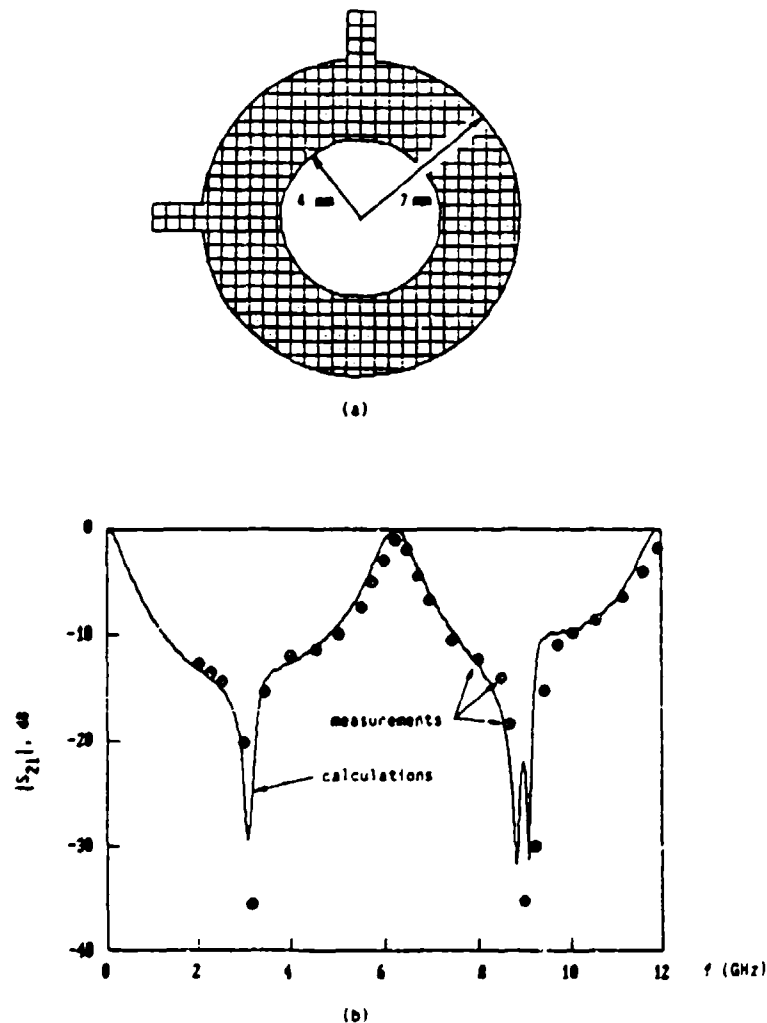 4 mm
7 mm
(a)
0
-10
-20
-30
-40
|S21|, dB
measurements
calculations
0 2 4 6 8 10 12 f (GHz)
(b)